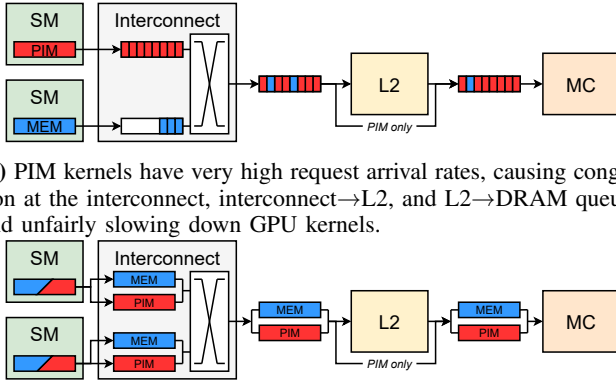 SM
Interconnect
PIM
SM
MEM
L2
MC
PIM only
) PIM kernels have very high request arrival rates, causing cong
on at the interconnect, interconnect→L2, and L2→DRAM queu
nd unfairly slowing down GPU kernels.
SM
Interconnect
MEM
PIM
SM
MEM
PIM
MEM
PIM
L2
MEM
PIM
MC
PIM only